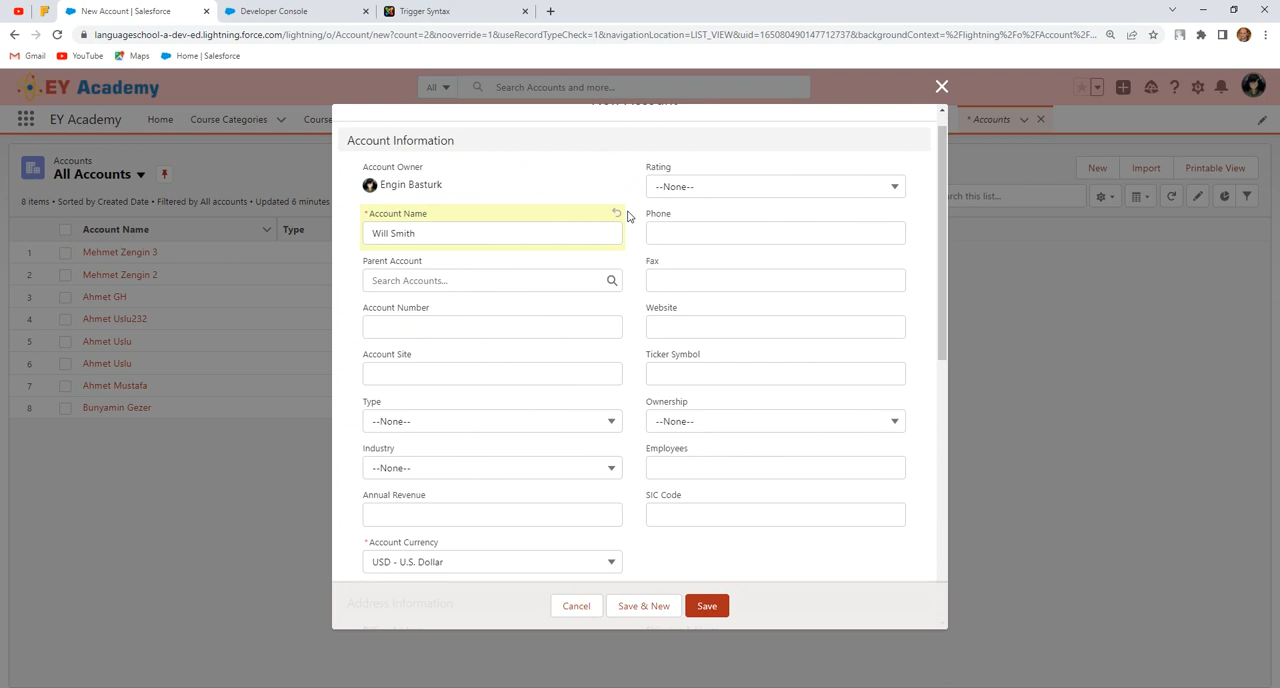 New Account | Salesforce
Developer Console
Trigger Syntax
languageschool-a-dev-ed.lightning.force.com/lightning/o/Account/new?count=2&nooverride=1&useRecordTypeCheck=1&navigationLocation=LIST_VIEW&uid=165080490147712737&backgroundContext=%2Flightning%2Fo%2FAccount%2F...
Gmail
YouTube
Maps
Home | Salesforce
EY Academy
All
Search Accounts and more...
EY Academy
Home
Course Categories
Course
* Accounts
Accounts
All Accounts
8 items • Sorted by Created Date • Filtered by All accounts • Updated 6 minutes
New
Import
Printable View
this list...
Account Name
Type
1 Mehmet Zengin 3
2 Mehmet Zengin 2
3 Ahmet GH
4 Ahmet Uslu232
5 Ahmet Uslu
6 Ahmet Uslu
7 Ahmet Mustafa
8 Bunyamin Gezer
New Account
Account Information
Account Owner
Engin Basturk
Rating
--None--
* Account Name
Will Smith
Phone
Parent Account
Search Accounts...
Fax
Account Number
Website
Account Site
Ticker Symbol
Type
--None--
Ownership
--None--
Industry
--None--
Employees
Annual Revenue
SIC Code
* Account Currency
USD - U.S. Dollar
Address Information
Cancel
Save & New
Save